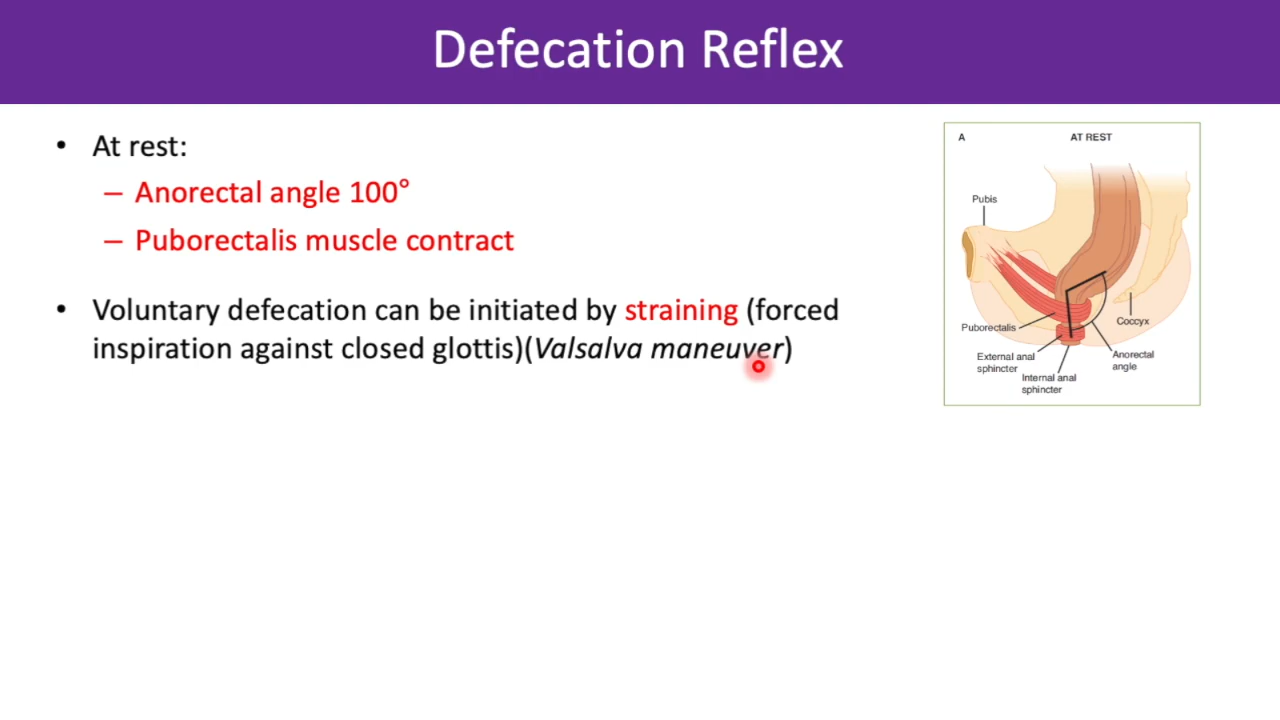 Defecation Reflex
• At rest:
– Anorectal angle 100°
– Puborectalis muscle contract
• Voluntary defecation can be initiated by straining (forced
inspiration against closed glottis)(Valsalva maneuver)
A
AT REST
Pubis
Puborectalis
Coccyx
External anal
sphincter
Anorectal
angle
Internal anal
sphincter